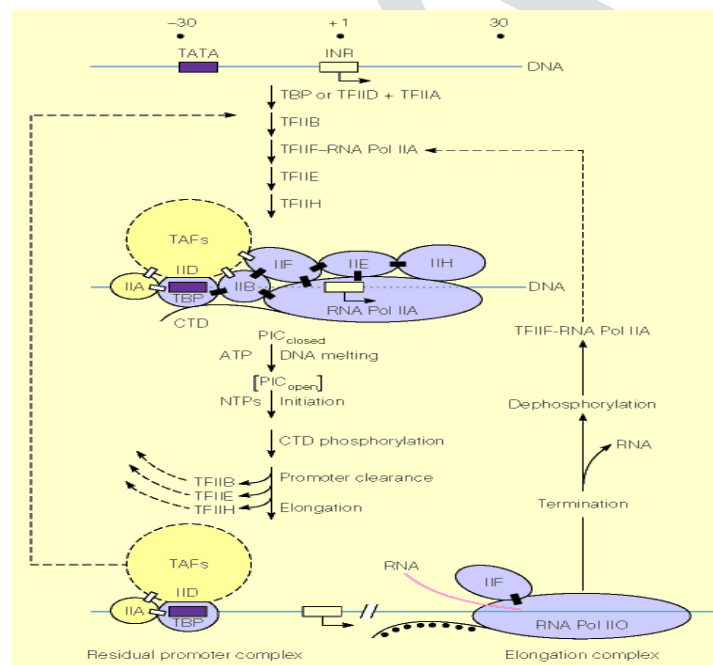 −30 +1 30
TATA INR
DNA
TBP or TFIID + TFIIA
TFIIB
TFIIF–RNA Pol IIA
TFIIE
TFIIH
TAFs
IID IIF IIE IIH
IIA TBP IIB DNA
RNA Pol IIA
CTD
TFIIF-RNA Pol IIA
PIC closed
ATP DNA melting
[PIC open]
NTPs Initiation
Dephosphorylation
CTD phosphorylation
RNA
TFIIB Promoter clearance
TFIIE
TFIIH Elongation
Termination
TAFs
RNA
IID IIF
IIA TBP
RNA Pol IIO
Residual promoter complex Elongation complex